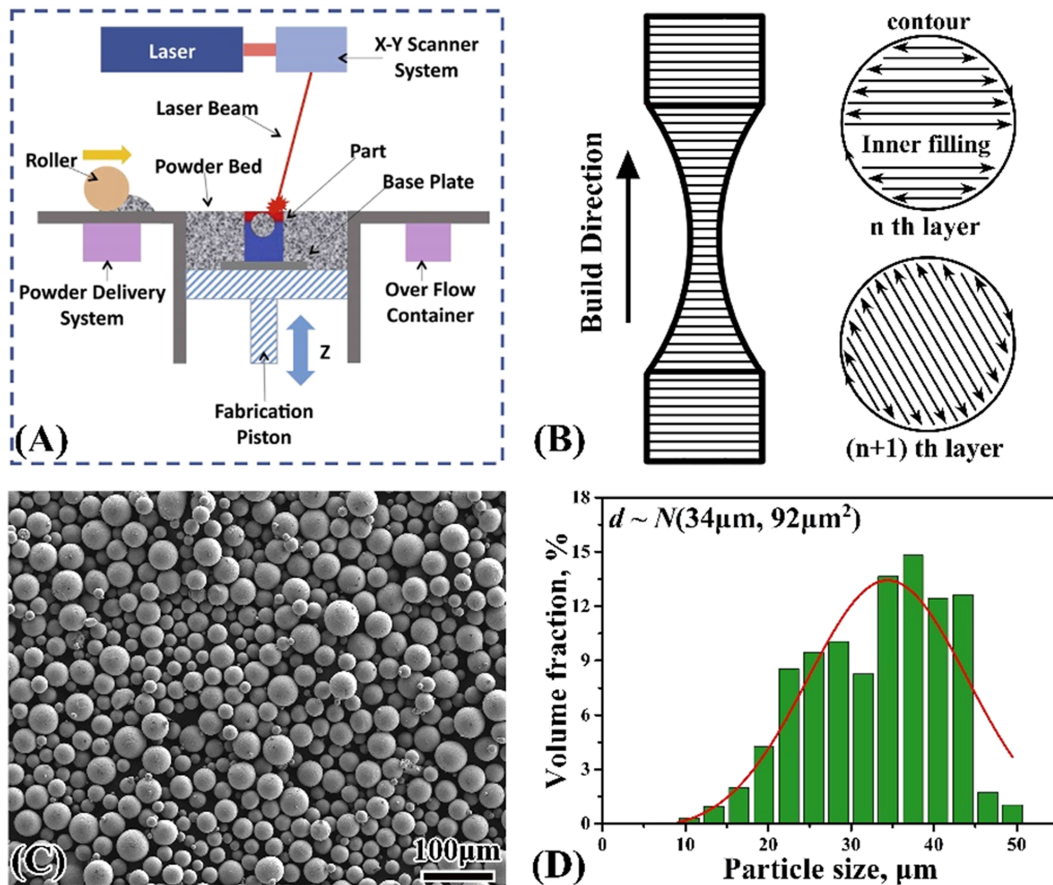 Laser
X-Y Scanner
System
Laser Beam
Roller
Powder Bed
Part
Base Plate
Powder Delivery
System
Over Flow
Container
Z
Fabrication
Piston
(A)
Build Direction
contour
Inner filling
n th layer
(n+1) th layer
(B)
(C)
100μm
d ~ N(34μm, 92μm²)
Volume fraction, %
18
15
12
9
6
3
0
0
10
20
30
40
50
Particle size, μm
(D)